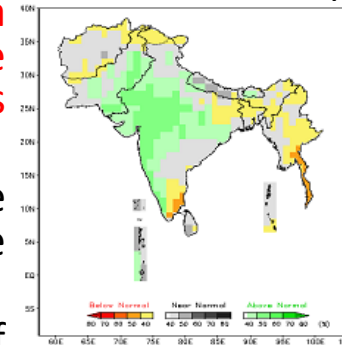 n
e
s
e
e
f
40N
35N
30N
25N
20N
15N
10N
5N
EQ
5S
Below Normal Near Normal Above Normal
80 70 60 50 40 40 50 60 70 80 40 50 60 70 80 (%)
60E 65E 70E 75E 80E 85E 90E 95E 100E